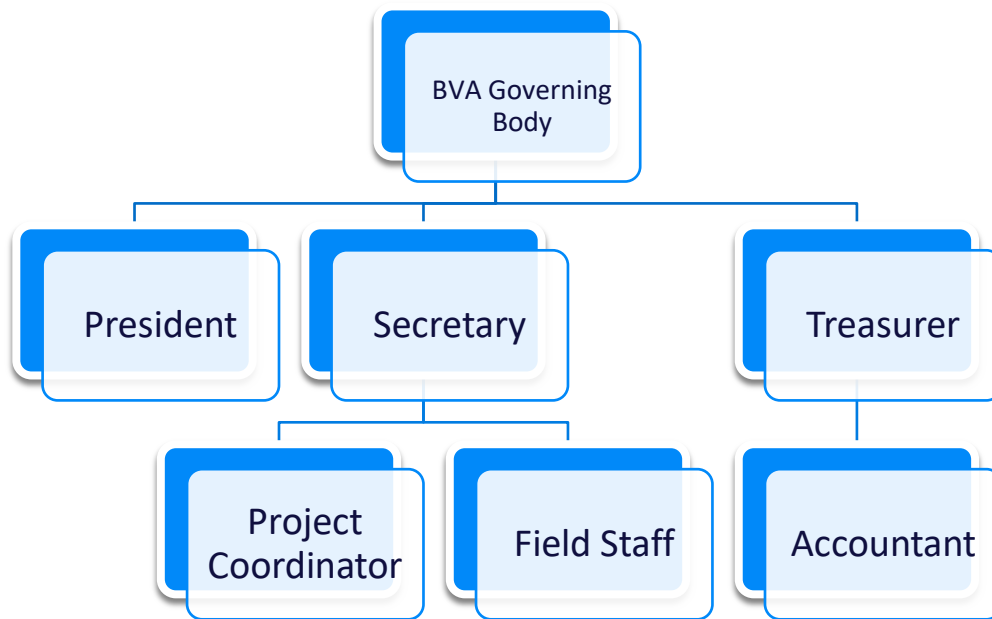 BVA Governing
Body
President
Secretary
Treasurer
Project
Coordinator
Field Staff
Accountant